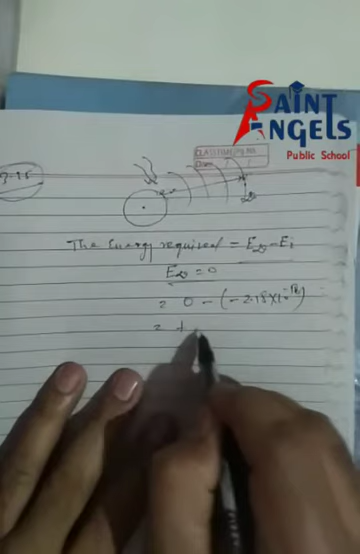 SAINT
ANGELS
Public School
The Energy required = E∞ - E1
E∞ = 0
= 0 - (-2.18×10⁻¹⁸)
= +